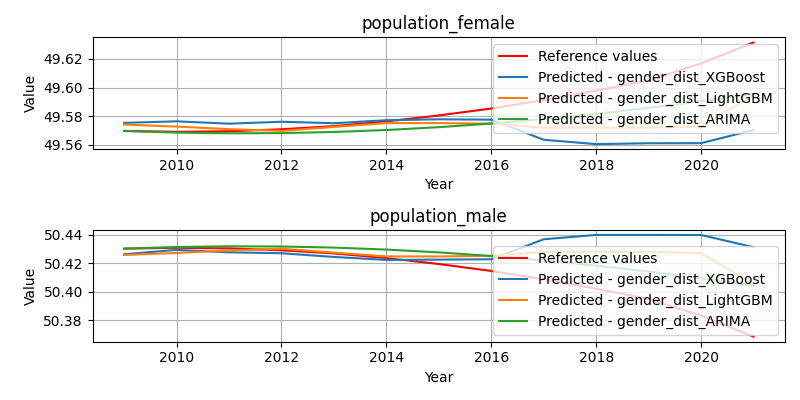 population_female
49.62
49.60
49.58
49.56
Value
Reference values
Predicted - gender_dist_XGBoost
Predicted - gender_dist_LightGBM
Predicted - gender_dist_ARIMA
2010 2012 2014 2016 2018 2020
Year
population_male
50.44
50.42
50.40
50.38
Value
Reference values
Predicted - gender_dist_XGBoost
Predicted - gender_dist_LightGBM
Predicted - gender_dist_ARIMA
2010 2012 2014 2016 2018 2020
Year